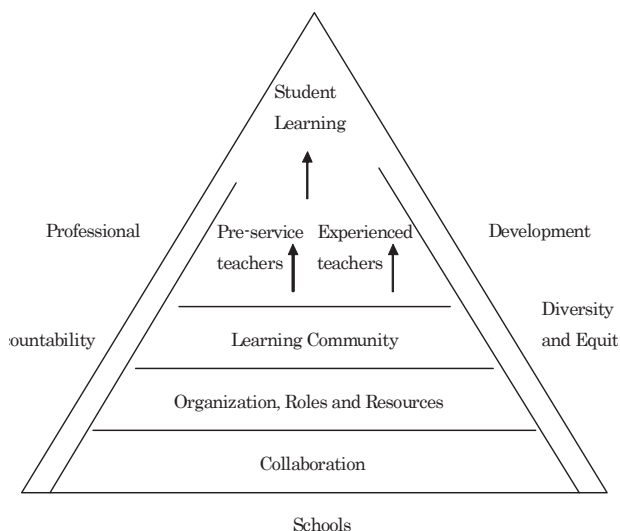 Student
Learning
Professional
Pre-service
teachers
Experienced
teachers
Development
Diversity
and Equit
countability
Learning Community
Organization, Roles and Resources
Collaboration
Schools